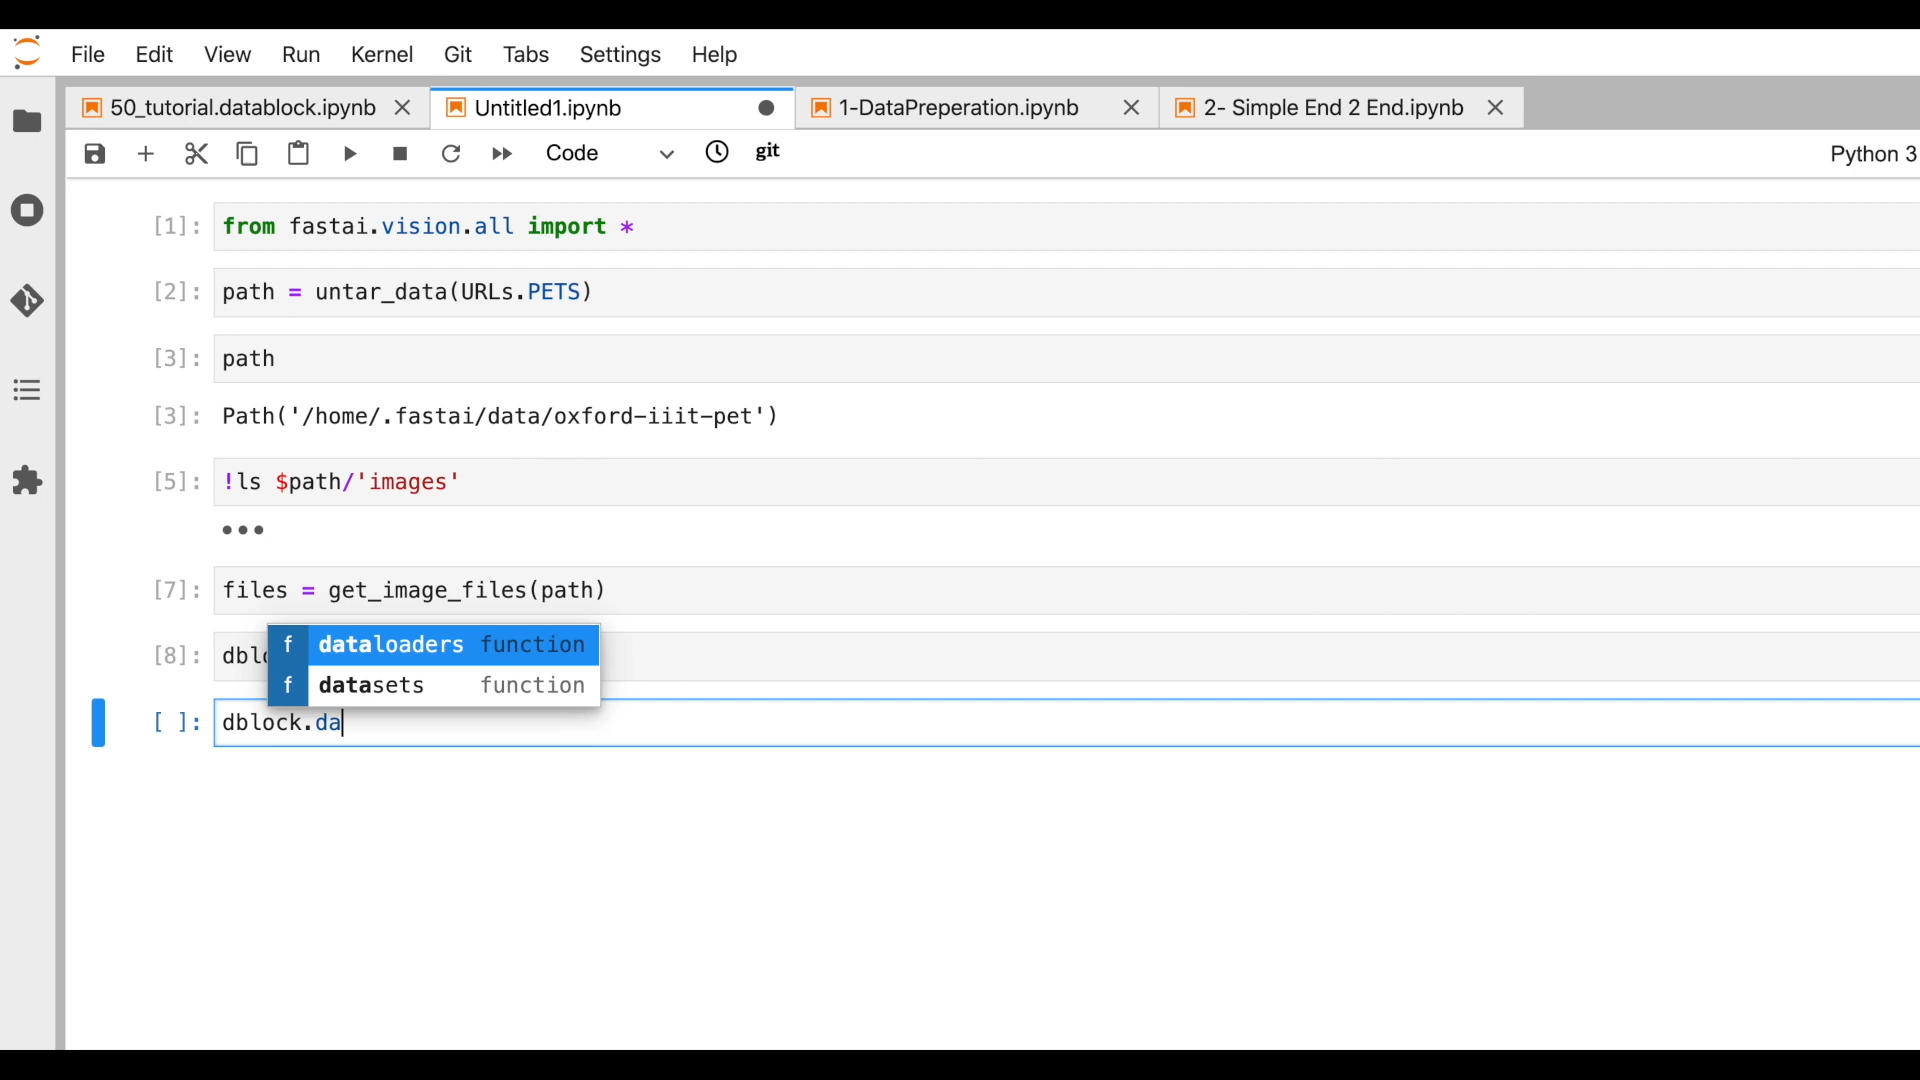 File Edit View Run Kernel Git Tabs Settings Help
50_tutorial.datablock.ipynb Untitled1.ipynb 1-DataPreperation.ipynb 2- Simple End 2 End.ipynb
Code git Python 3
[1]: from fastai.vision.all import *
[2]: path = untar_data(URLs.PETS)
[3]: path
[3]: Path('/home/.fastai/data/oxford-iiit-pet')
[5]: !ls $path/'images'
[7]: files = get_image_files(path)
f dataloaders function
[8]:
f datasets function
[ ]: dblock.da